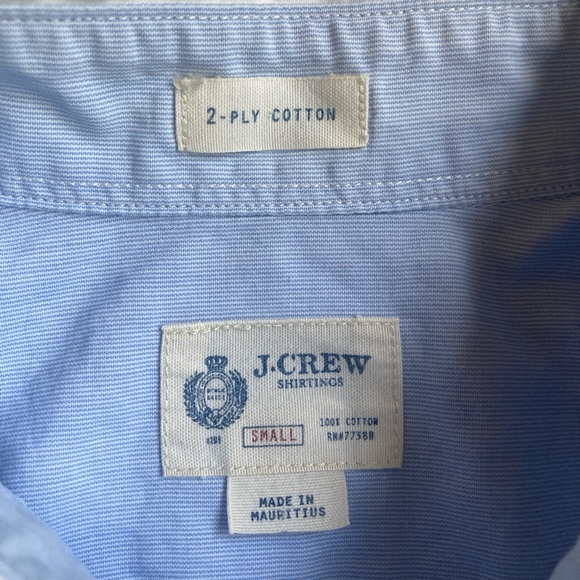 2-PLY COTTON
J.CREW
SHIRTINGS
SMALL
100% COTTON
RN#77388
MADE IN
MAURITIUS